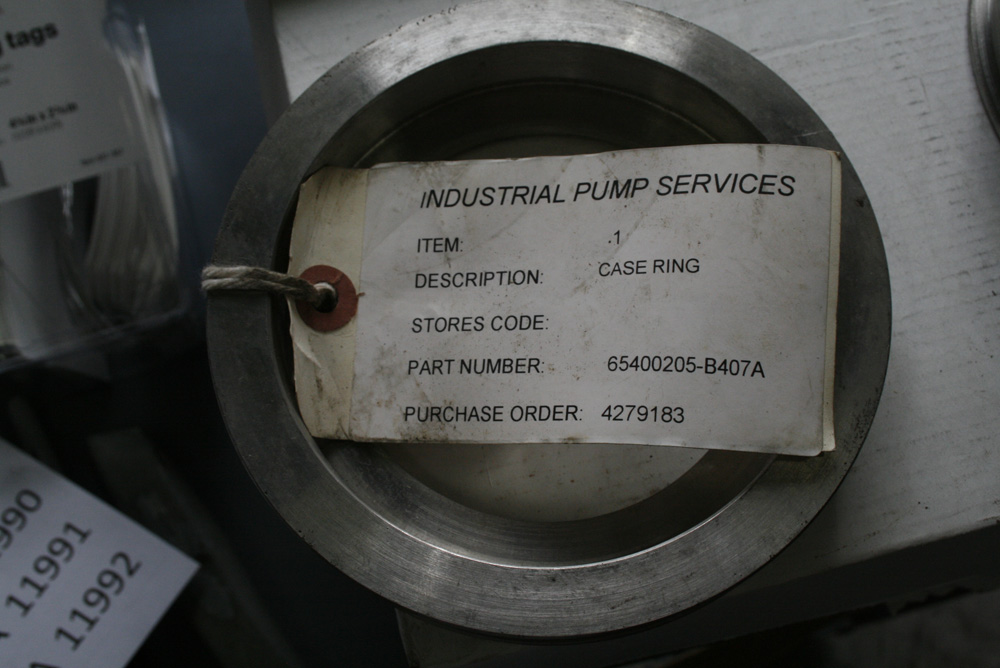 tags
INDUSTRIAL PUMP SERVICES
ITEM: .1
DESCRIPTION: CASE RING
STORES CODE:
PART NUMBER: 65400205-B407A
PURCHASE ORDER: 4279183
990
11991
11992